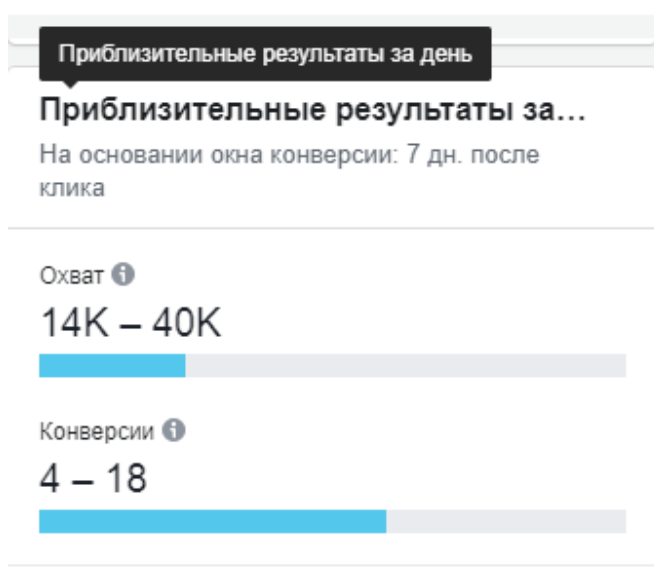 Приблизительные результаты за день
Приблизительные результаты за...
На основании окна конверсии: 7 дн. после
клика
Охват
14K – 40K
Конверсии
4 – 18